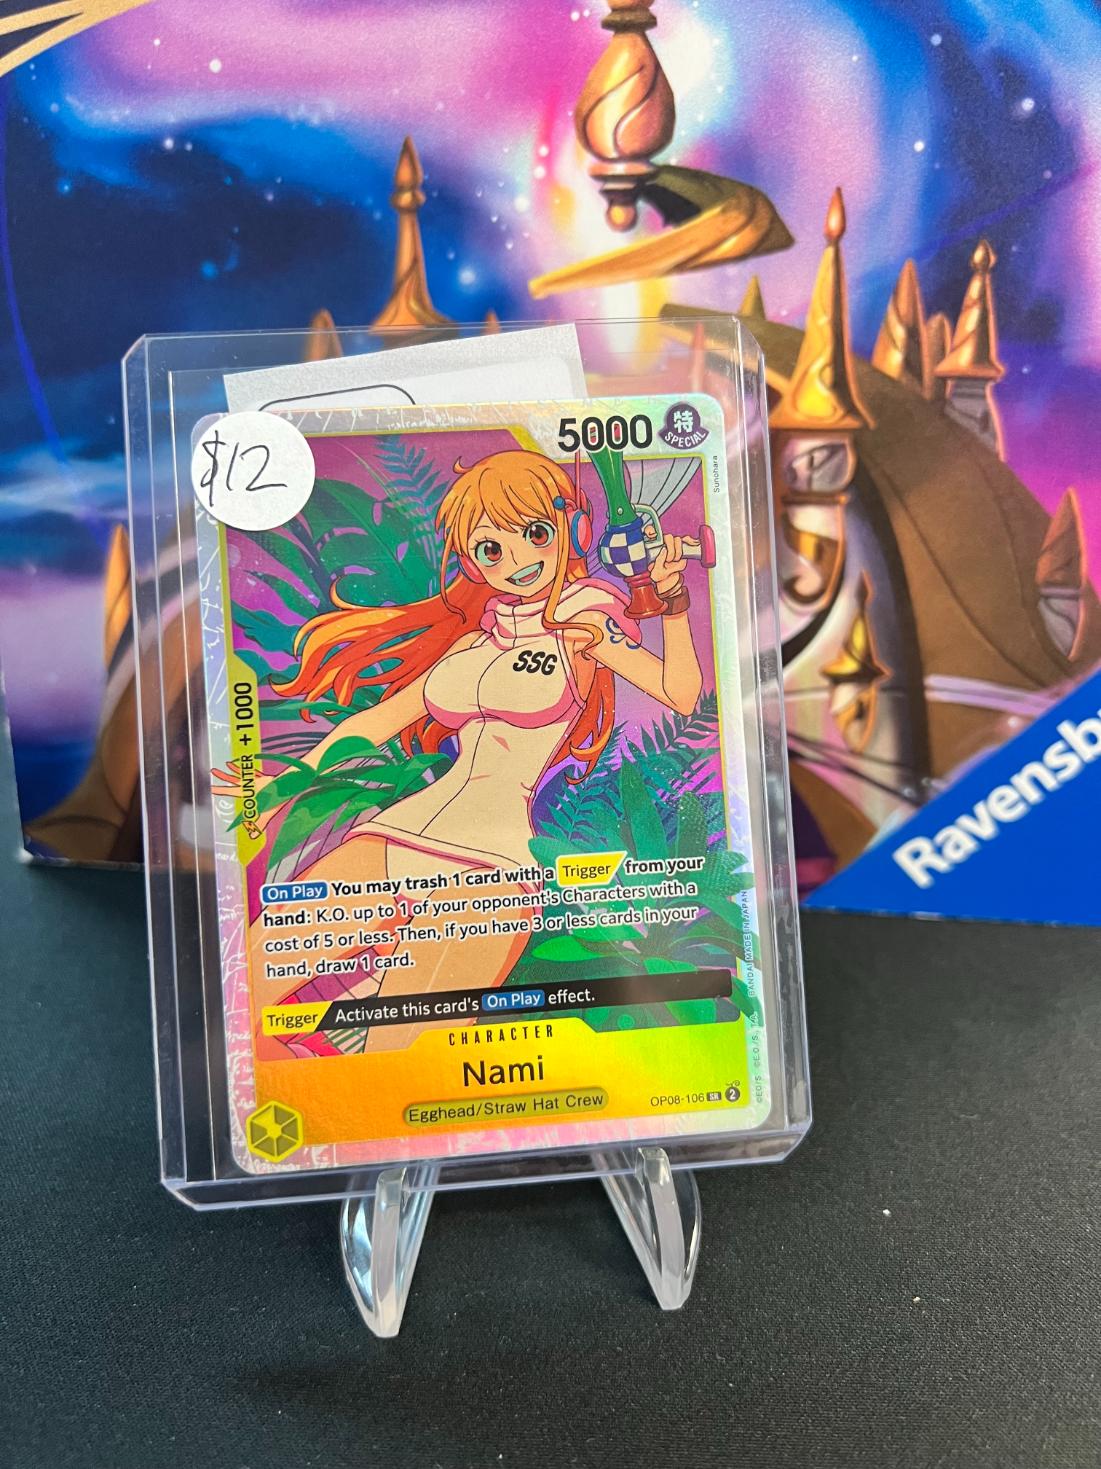 $12
5000
特
SPECIAL
Sunohara
SSG
COUNTER +1000
On Play You may trash 1 card with a Trigger from your
hand: K.O. up to 1 of your opponent's Characters with a
cost of 5 or less. Then, if you have 3 or less cards in your
hand, draw 1 card.
Trigger Activate this card's On Play effect.
CHARACTER
Nami
Egghead/Straw Hat Crew
OP08-106 SR 2
©E.O./S., T.A. BANDAI MADE IN JAPAN
Ravensb